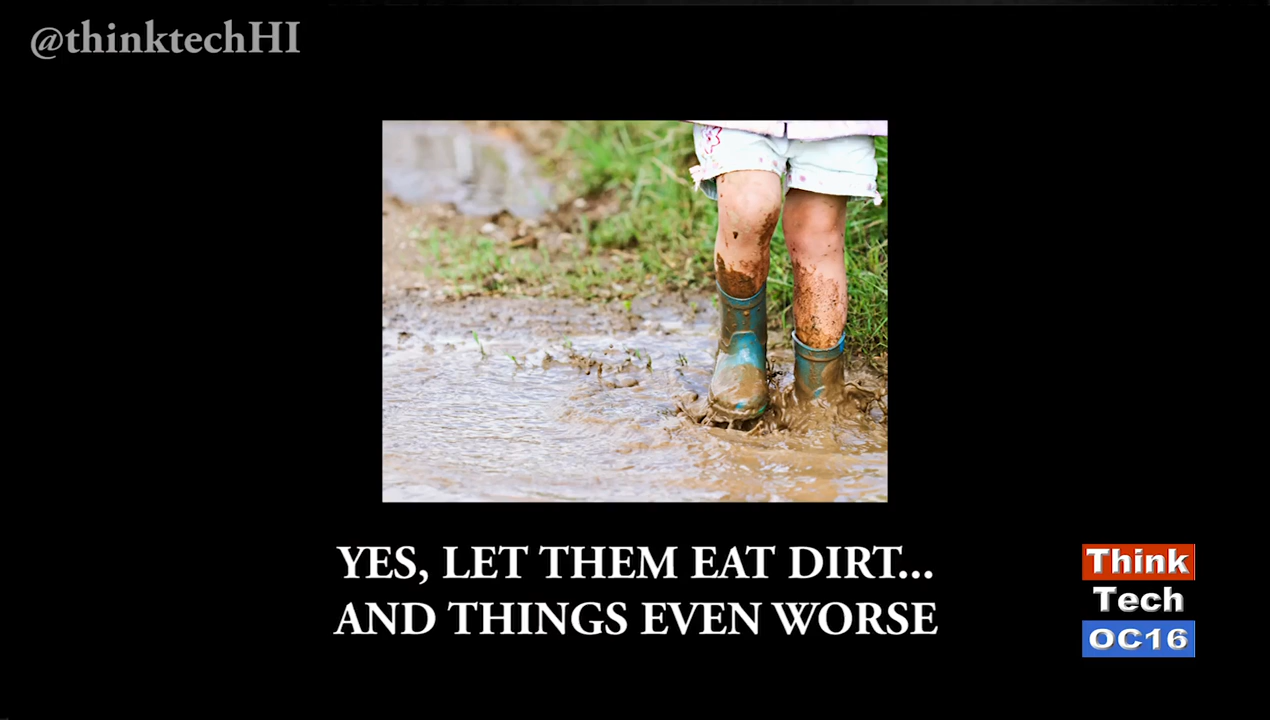 @thinktechHI
YES, LET THEM EAT DIRT...
AND THINGS EVEN WORSE
Think
Tech
OC16